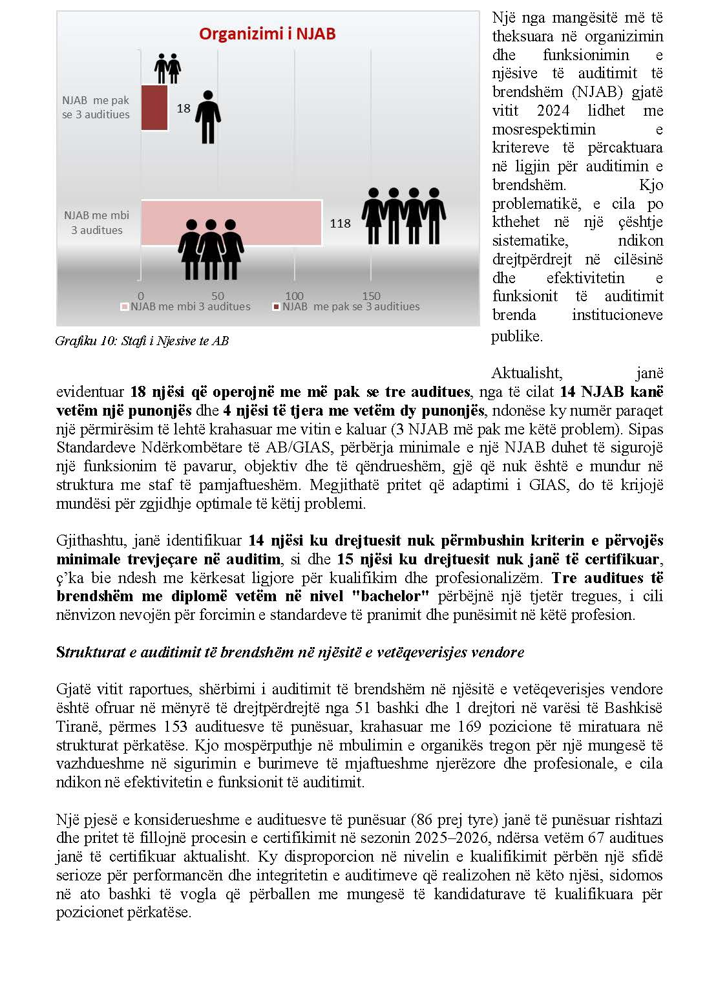 Organizimi i NJAB
NJAB me pak
se 3 auditiues
18
NJAB me mbi
3 auditues
118
0 50 100 150
NJAB me mbi 3 auditues NJAB me pak se 3 auditiues
Grafiku 10: Stafi i Njesive te AB
Një nga mangësitë më të
theksuara në organizimin
dhe funksionimin e
njësive të auditimit të
brendshëm (NJAB) gjatë
vitit 2024 lidhet me
mosrespektimin e
kritereve të përcaktuara
në ligjin për auditimin e
brendshëm. Kjo
problematikë, e cila po
kthehet në një çështje
sistematike, ndikon
drejtpërdrejt në cilësinë
dhe efektivitetin e
funksionit të auditimit
brenda institucioneve
publike.
Aktualisht, janë
evidentuar 18 njësi që operojnë me më pak se tre auditues, nga të cilat 14 NJAB kanë
vetëm një punonjës dhe 4 njësi të tjera me vetëm dy punonjës, ndonëse ky numër paraqet
një përmirësim të lehtë krahasuar me vitin e kaluar (3 NJAB më pak me këtë problem). Sipas
Standardeve Ndërkombëtare të AB/GIAS, përbërja minimale e një NJAB duhet të sigurojë
një funksionim të pavarur, objektiv dhe të qëndrueshëm, gjë që nuk është e mundur në
struktura me staf të pamjaftueshëm. Megjithatë pritet që adaptimi i GIAS, do të krijojë
mundësi për zgjidhje optimale të këtij problemi.
Gjithashtu, janë identifikuar 14 njësi ku drejtuesit nuk përmbushin kriterin e përvojës
minimale trevjeçare në auditim, si dhe 15 njësi ku drejtuesit nuk janë të certifikuar,
ç’ka bie ndesh me kërkesat ligjore për kualifikim dhe profesionalizëm. Tre auditues të
brendshëm me diplomë vetëm në nivel "bachelor" përbëjnë një tjetër tregues, i cili
nënvizon nevojën për forcimin e standardeve të pranimit dhe punësimit në këtë profesion.
Strukturat e auditimit të brendshëm në njësitë e vetëqeverisjes vendore
Gjatë vitit raportues, shërbimi i auditimit të brendshëm në njësitë e vetëqeverisjes vendore
është ofruar në mënyrë të drejtpërdrejtë nga 51 bashki dhe 1 drejtori në varësi të Bashkisë
Tiranë, përmes 153 audituesve të punësuar, krahasuar me 169 pozicione të miratuara në
strukturat përkatëse. Kjo mospërputhje në mbulimin e organikës tregon për një mungesë të
vazhdueshme në sigurimin e burimeve të mjaftueshme njerëzore dhe profesionale, e cila
ndikon në efektivitetin e funksionit të auditimit.
Një pjesë e konsiderueshme e audituesve të punësuar (86 prej tyre) janë të punësuar rishtazi
dhe pritet të fillojnë procesin e certifikimit në sezonin 2025–2026, ndërsa vetëm 67 auditues
janë të certifikuar aktualisht. Ky disproporcion në nivelin e kualifikimit përbën një sfidë
serioze për performancën dhe integritetin e auditimeve që realizohen në këto njësi, sidomos
në ato bashki të vogla që përballen me mungesë të kandidaturave të kualifikuara për
pozicionet përkatëse.